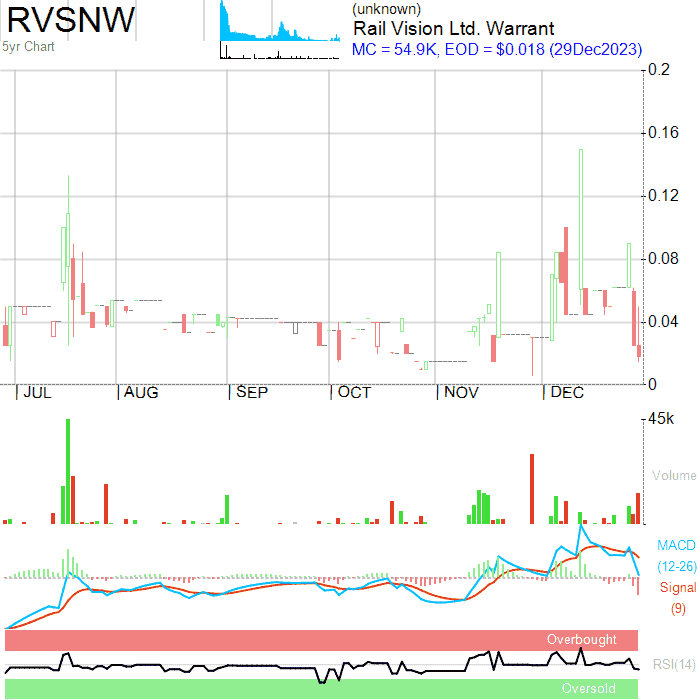 RVSNW
5yr Chart
(unknown)
Rail Vision Ltd. Warrant
MC = 54.9K, EOD = $0.018 (29Dec2023)
0.2
0.16
0.12
0.08
0.04
0
JUL AUG SEP OCT NOV DEC
45k
Volume
MACD
(12-26)
Signal
(9)
Overbought
RSI(14)
Oversold